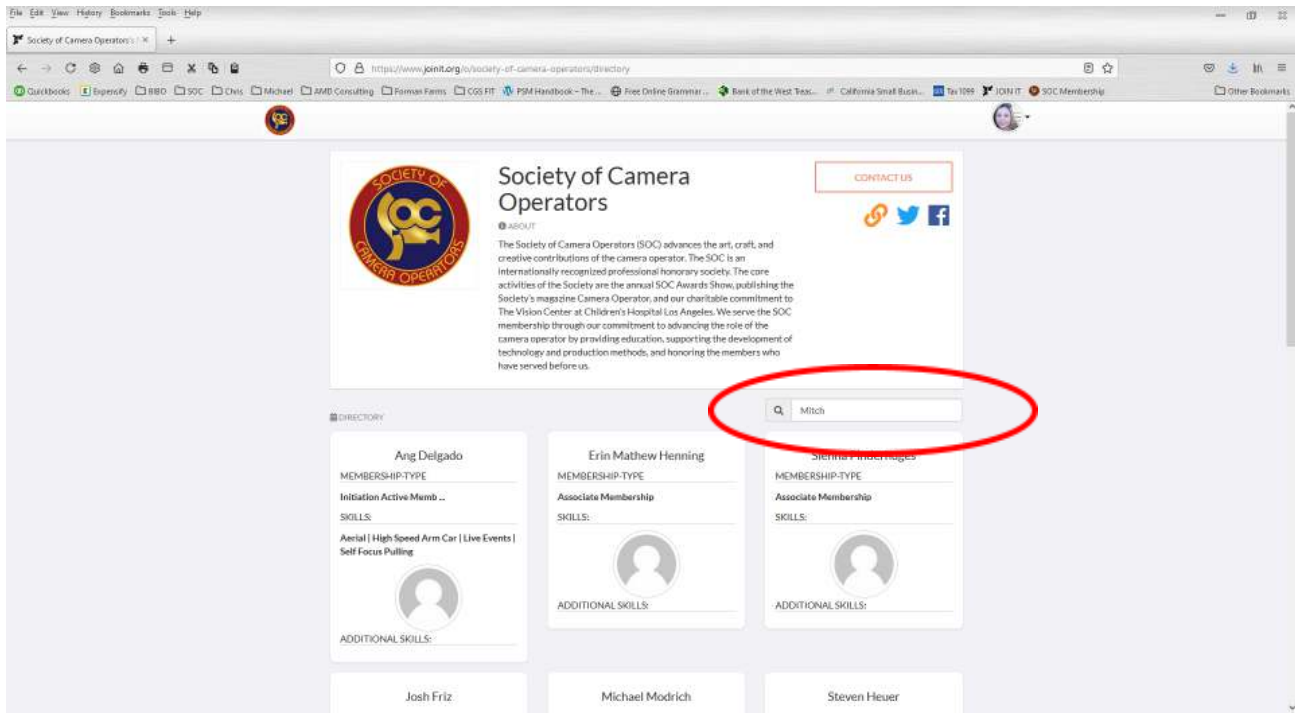 File Edit View History Bookmarks Tools Help
Society of Camera Operators's
https://www.joinit.org/o/society-of-camera-operators/directory
Quickbooks Expensify BIBO SOC Chris Michael AMD Consulting Forman Farms CGS FIT PSM Handbook - The ... Free Online Grammar ... Bank of the West Treas... California Small Busin... Tax 1099 JOIN IT SOC Membership Other Bookmarks
SOCIETY OF CAMERA OPERATORS
SOC
Society of Camera
Operators
ABOUT
The Society of Camera Operators (SOC) advances the art, craft, and
creative contributions of the camera operator. The SOC is an
internationally recognized professional honorary society. The core
activities of the Society are the annual SOC Awards Show, publishing the
Society's magazine Camera Operator, and our charitable commitment to
The Vision Center at Children's Hospital Los Angeles. We serve the SOC
membership through our commitment to advancing the role of the
camera operator by providing education, supporting the development of
technology and production methods, and honoring the members who
have served before us.
CONTACT US
DIRECTORY
Mitch
Ang Delgado
MEMBERSHIP-TYPE
Initiation Active Memb ...
SKILLS:
Aerial | High Speed Arm Car | Live Events |
Self Focus Pulling
ADDITIONAL SKILLS:
Erin Mathew Henning
MEMBERSHIP-TYPE
Associate Membership
SKILLS:
ADDITIONAL SKILLS:
Sienna
MEMBERSHIP-TYPE
Associate Membership
SKILLS:
ADDITIONAL SKILLS:
Josh Friz
Michael Modrich
Steven Heuer